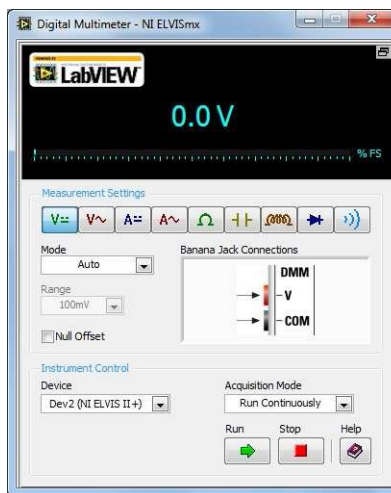 Digital Multimeter - NI ELVISmx
LabVIEW
0.0 V
% FS
Measurement Settings
V= V~ A= A~ Ω
Mode
Auto
Banana Jack Connections
DMM
V
COM
Range
100mV
Null Offset
Instrument Control
Device
Dev2 (NI ELVIS II+)
Acquisition Mode
Run Continuously
Run Stop Help